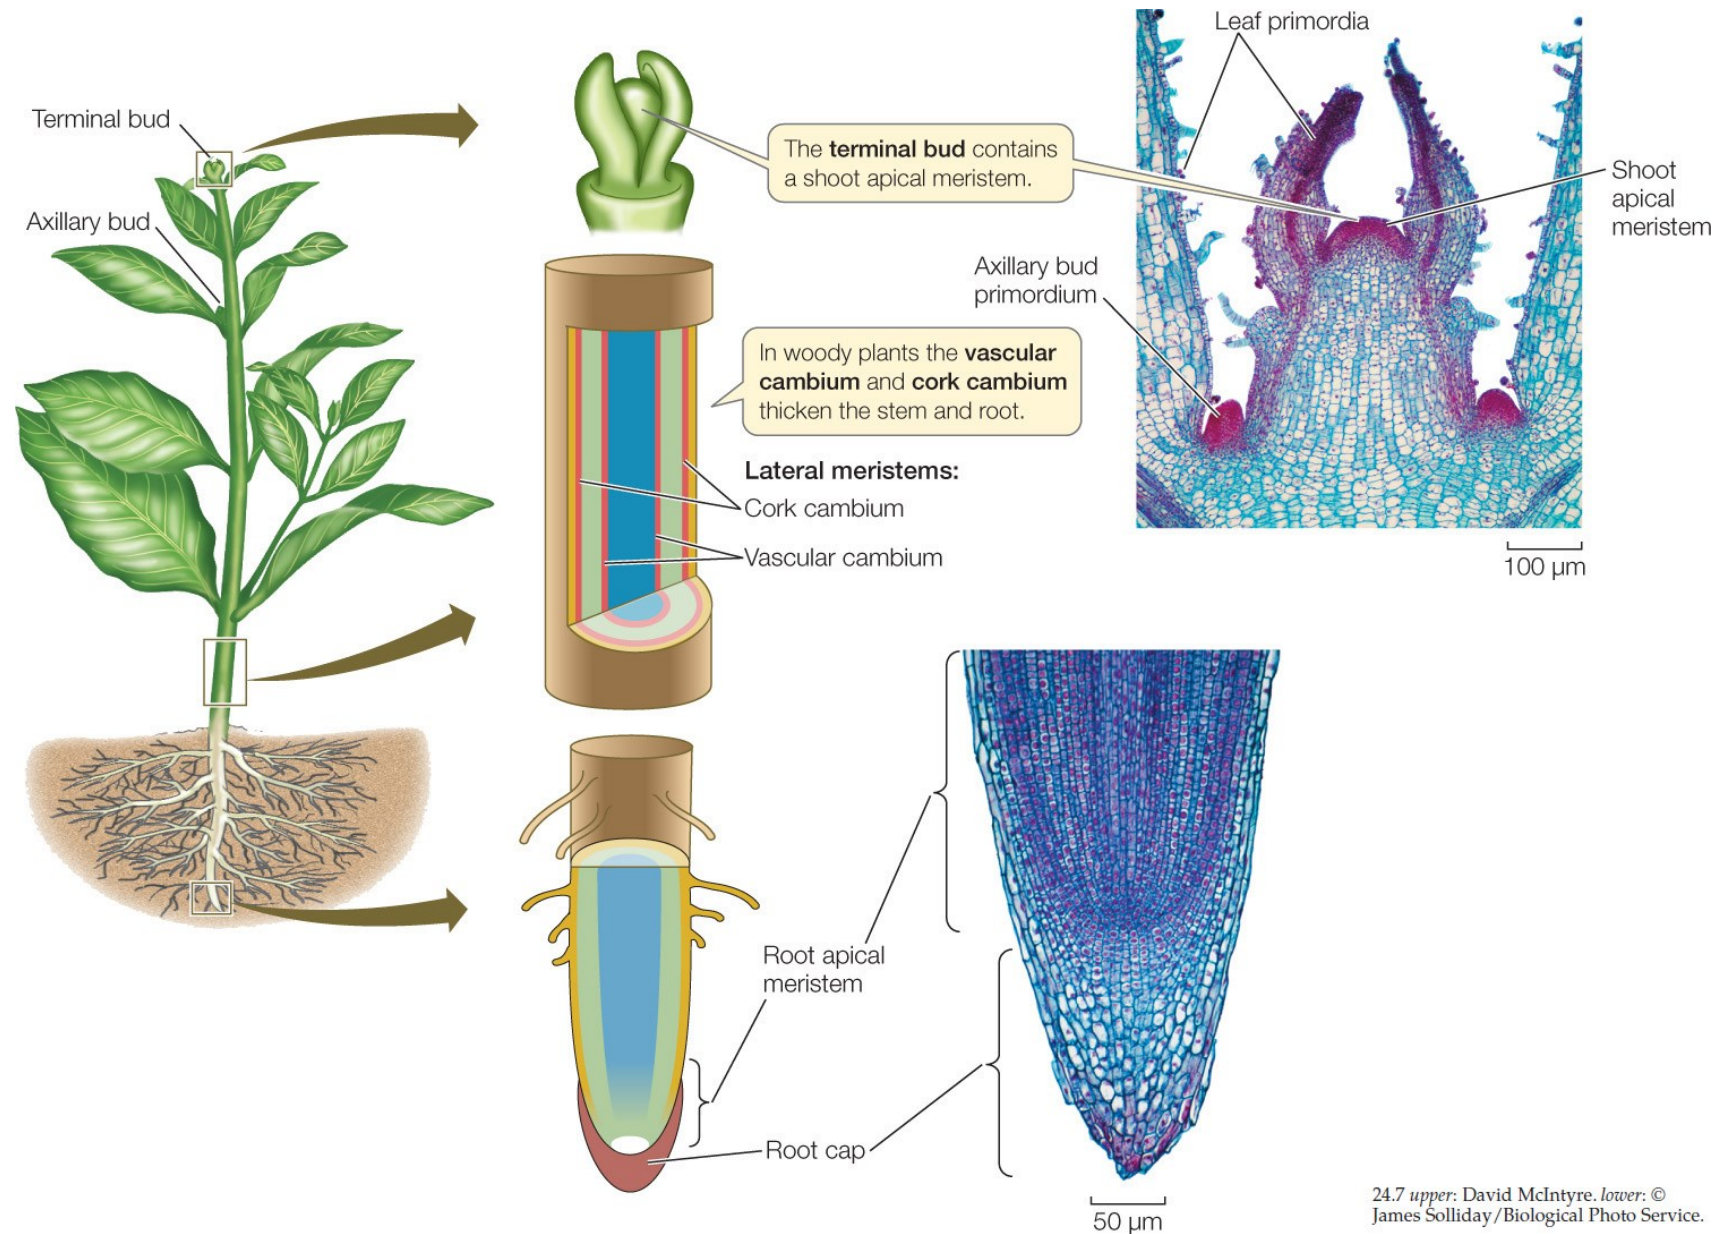 Leaf primordia
Terminal bud
The terminal bud contains
a shoot apical meristem.
Shoot
apical
meristem
Axillary bud
Axillary bud
primordium
In woody plants the vascular
cambium and cork cambium
thicken the stem and root.
Lateral meristems:
Cork cambium
Vascular cambium
100 µm
Root apical
meristem
Root cap
50 µm
24.7 upper: David McIntyre. lower: ©
James Solliday/Biological Photo Service.